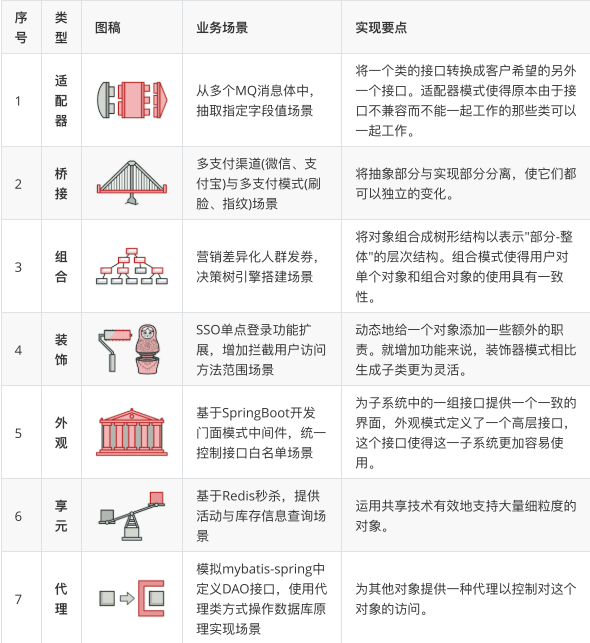 序号
类型
图稿
业务场景
实现要点
1
适配器
从多个MQ消息体中，
抽取指定字段值场景
将一个类的接口转换成客户希望的另外
一个接口。适配器模式使得原本由于接
口不兼容而不能一起工作的那些类可以
一起工作。
2
桥接
多支付渠道(微信、支
付宝)与多支付模式(刷
脸、指纹)场景
将抽象部分与实现部分分离，使它们都
可以独立的变化。
3
组合
营销差异化人群发券，
决策树引擎搭建场景
将对象组合成树形结构以表示"部分-整
体"的层次结构。组合模式使得用户对
单个对象和组合对象的使用具有一致
性。
4
装饰
SSO单点登录功能扩
展，增加拦截用户访问
方法范围场景
动态地给一个对象添加一些额外的职
责。就增加功能来说，装饰器模式相比
生成子类更为灵活。
5
外观
基于SpringBoot开发
门面模式中间件，统一
控制接口白名单场景
为子系统中的一组接口提供一个一致的
界面，外观模式定义了一个高层接口，
这个接口使得这一子系统更加容易使
用。
6
享元
基于Redis秒杀，提供
活动与库存信息查询场
景
运用共享技术有效地支持大量细粒度的
对象。
7
代理
模拟mybatis-spring中
定义DAO接口，使用代
理类方式操作数据库原
理实现场景
为其他对象提供一种代理以控制对这个
对象的访问。